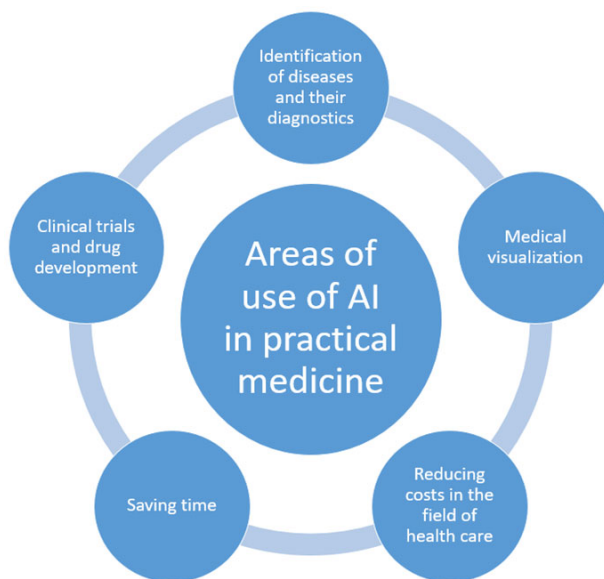 Identification
of diseases
and their
diagnostics
Medical
visualization
Reducing
costs in the
field of
health care
Saving time
Clinical trials
and drug
development
Areas of
use of AI
in practical
medicine